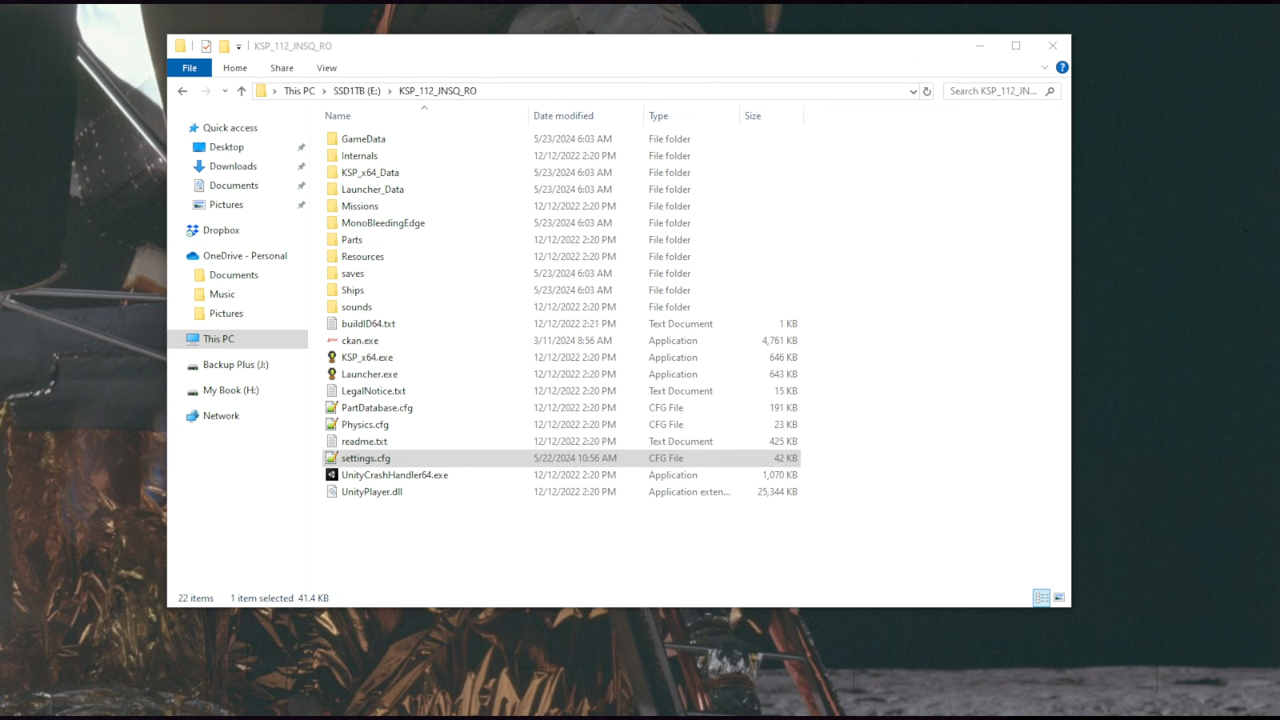 KSP_112_JNSQ_RO
File Home Share View
This PC SSD1TB (E:) KSP_112_JNSQ_RO Search KSP_112_JN...
Name Date modified Type Size
Quick access
Desktop
Downloads
Documents
Pictures
Dropbox
OneDrive - Personal
Documents
Music
Pictures
This PC
Backup Plus (J:)
My Book (H:)
Network
GameData 5/23/2024 6:03 AM File folder
Internals 12/12/2022 2:20 PM File folder
KSP_x64_Data 5/23/2024 6:03 AM File folder
Launcher_Data 5/23/2024 6:03 AM File folder
Missions 12/12/2022 2:20 PM File folder
MonoBleedingEdge 5/23/2024 6:03 AM File folder
Parts 12/12/2022 2:20 PM File folder
Resources 12/12/2022 2:20 PM File folder
saves 5/23/2024 6:03 AM File folder
Ships 5/23/2024 6:03 AM File folder
sounds 12/12/2022 2:20 PM File folder
buildID64.txt 12/12/2022 2:21 PM Text Document 1 KB
ckan.exe 3/11/2024 8:56 AM Application 4,761 KB
KSP_x64.exe 12/12/2022 2:20 PM Application 646 KB
Launcher.exe 12/12/2022 2:20 PM Application 643 KB
LegalNotice.txt 12/12/2022 2:20 PM Text Document 15 KB
PartDatabase.cfg 12/12/2022 2:20 PM CFG File 191 KB
Physics.cfg 12/12/2022 2:20 PM CFG File 23 KB
readme.txt 12/12/2022 2:20 PM Text Document 425 KB
settings.cfg 5/22/2024 10:56 AM CFG File 42 KB
UnityCrashHandler64.exe 12/12/2022 2:20 PM Application 1,070 KB
UnityPlayer.dll 12/12/2022 2:20 PM Application exten... 25,344 KB
22 items 1 item selected 41.4 KB